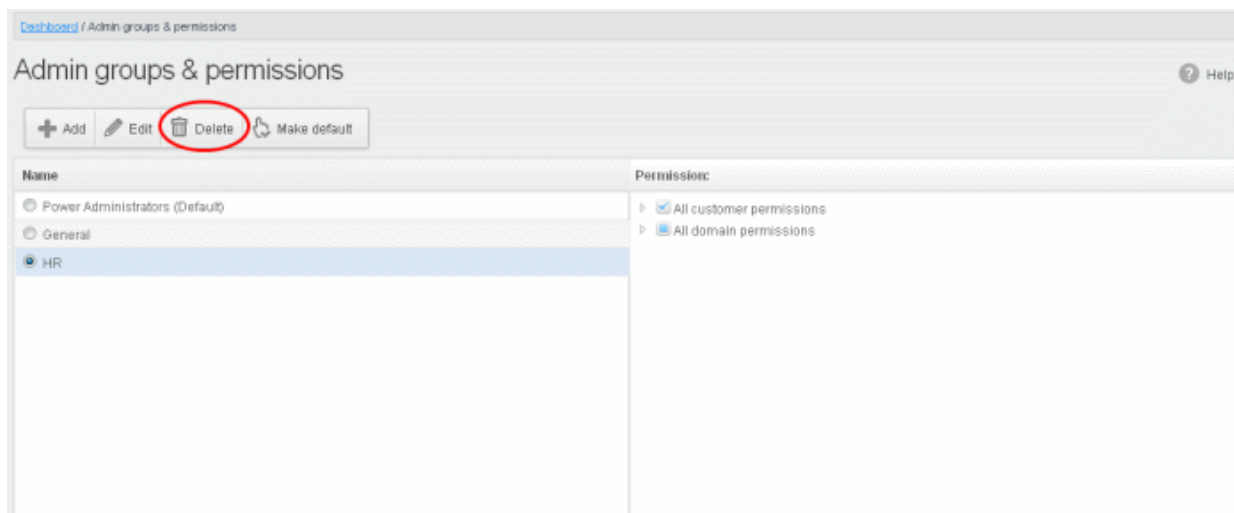 Dashboard / Admin groups & permissions
Admin groups & permissions
Help
Add Edit Delete Make default
Name Permission:
Power Administrators (Default) All customer permissions
General All domain permissions
HR